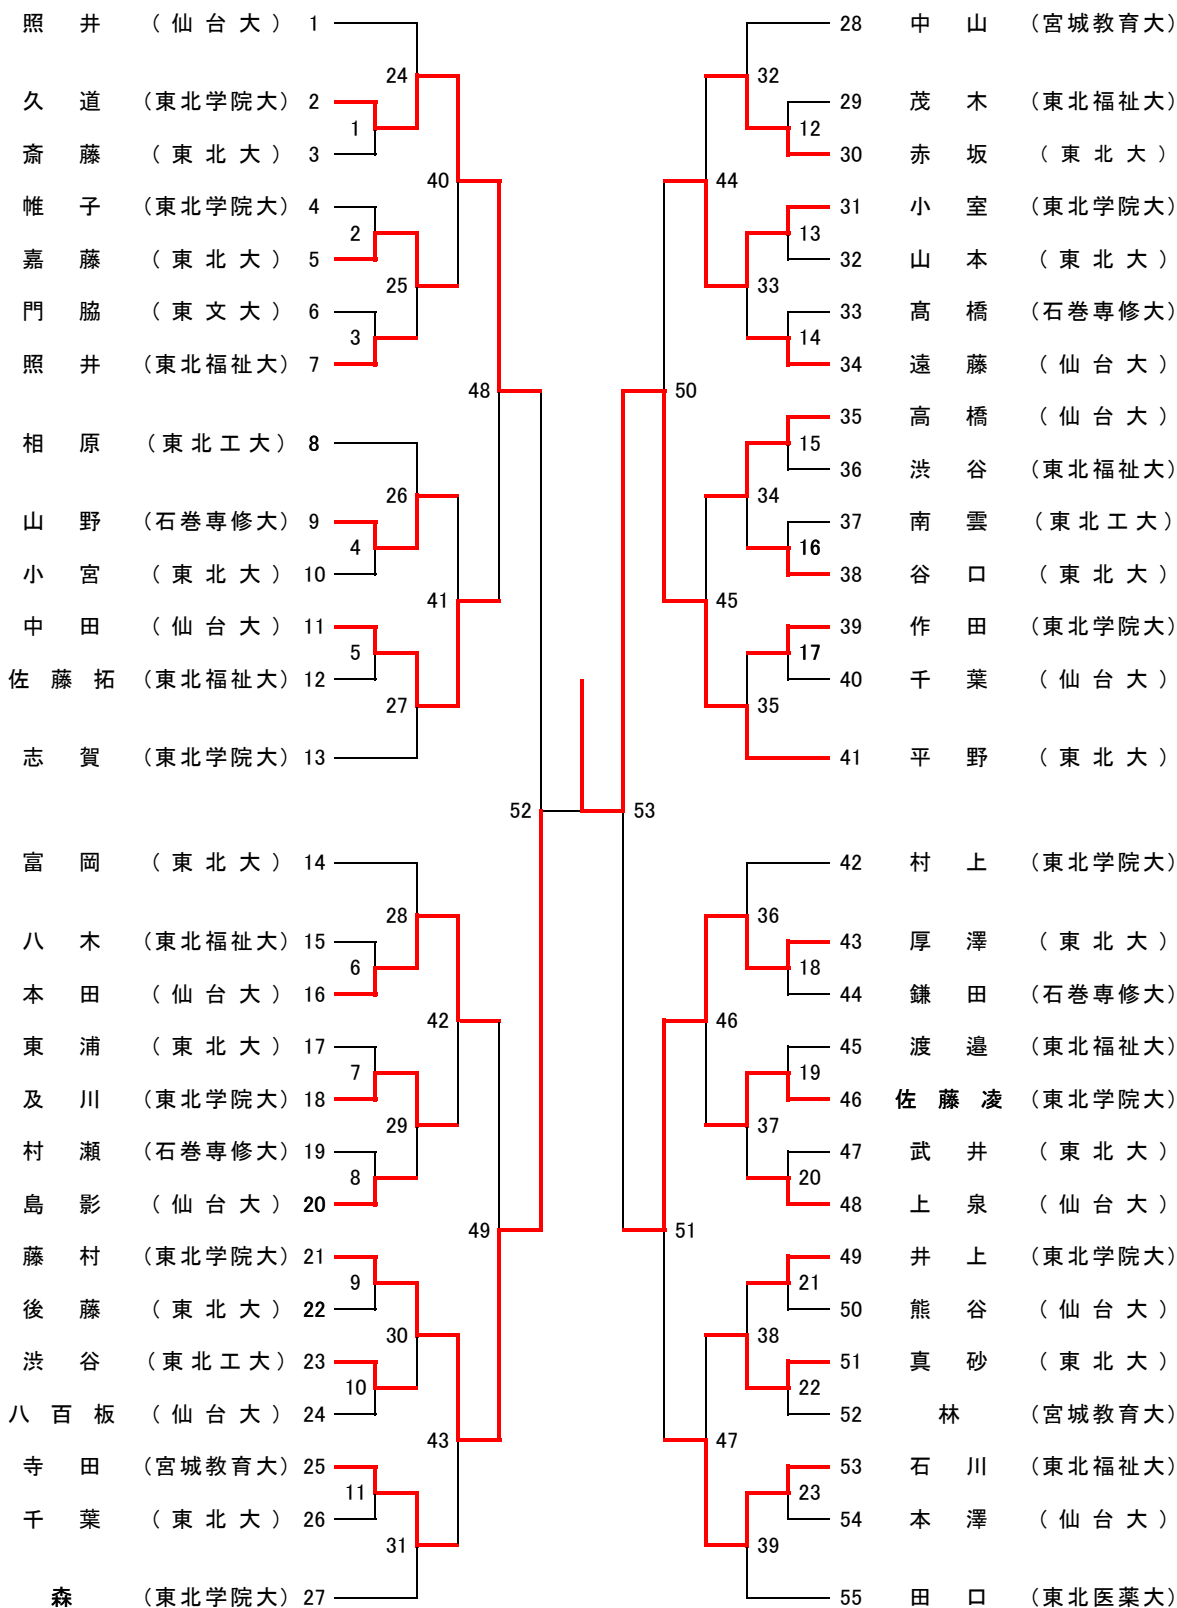 照井 （仙台大） 1 28 中山 （宮城教育大）
24 32
久道 （東北学院大） 2 29 茂木 （東北福祉大）
1 12
斎藤 （東北大） 3 30 赤坂 （東北大）
40 44
帷子 （東北学院大） 4 31 小室 （東北学院大）
2 13
嘉藤 （東北大） 5 32 山本 （東北大）
25 33
門脇 （東文大） 6 33 髙橋 （石巻専修大）
3 14
照井 （東北福祉大） 7 34 遠藤 （仙台大）
48 50
35 高橋 （仙台大）
相原 （東北工大） 8 15
36 渋谷 （東北福祉大）
26 34
山野 （石巻専修大） 9 37 南雲 （東北工大）
4 16
小宮 （東北大） 10 38 谷口 （東北大）
41 45
中田 （仙台大） 11 39 作田 （東北学院大）
5 17
佐藤拓 （東北福祉大） 12 40 千葉 （仙台大）
27 35
志賀 （東北学院大） 13 41 平野 （東北大）
52 53
富岡 （東北大） 14 42 村上 （東北学院大）
28 36
八木 （東北福祉大） 15 43 厚澤 （東北大）
6 18
本田 （仙台大） 16 44 鎌田 （石巻専修大）
42 46
東浦 （東北大） 17 45 渡邉 （東北福祉大）
7 19
及川 （東北学院大） 18 46 佐藤凌 （東北学院大）
29 37
村瀬 （石巻専修大） 19 47 武井 （東北大）
8 20
島影 （仙台大） 20 48 上泉 （仙台大）
49 51
藤村 （東北学院大） 21 49 井上 （東北学院大）
9 21
後藤 （東北大） 22 50 熊谷 （仙台大）
30 38
渋谷 （東北工大） 23 51 真砂 （東北大）
10 22
八百板 （仙台大） 24 52 林 （宮城教育大）
43 47
寺田 （宮城教育大） 25 53 石川 （東北福祉大）
11 23
千葉 （東北大） 26 54 本澤 （仙台大）
31 39
森 （東北学院大） 27 55 田口 （東北医薬大）